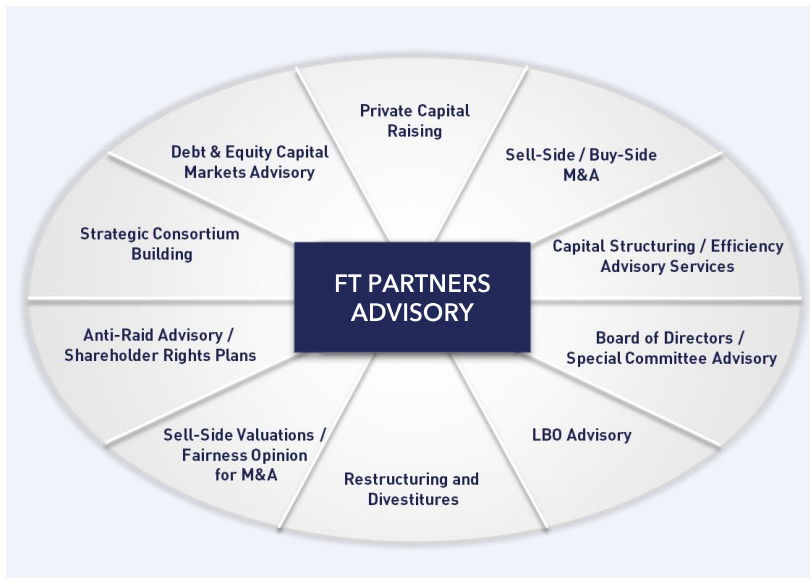 Private Capital
Raising
Sell-Side / Buy-Side
M&A
Capital Structuring / Efficiency
Advisory Services
Board of Directors /
Special Committee Advisory
LBO Advisory
Restructuring and
Divestitures
Sell-Side Valuations /
Fairness Opinion
for M&A
Anti-Raid Advisory /
Shareholder Rights Plans
Strategic Consortium
Building
Debt & Equity Capital
Markets Advisory
FT PARTNERS
ADVISORY